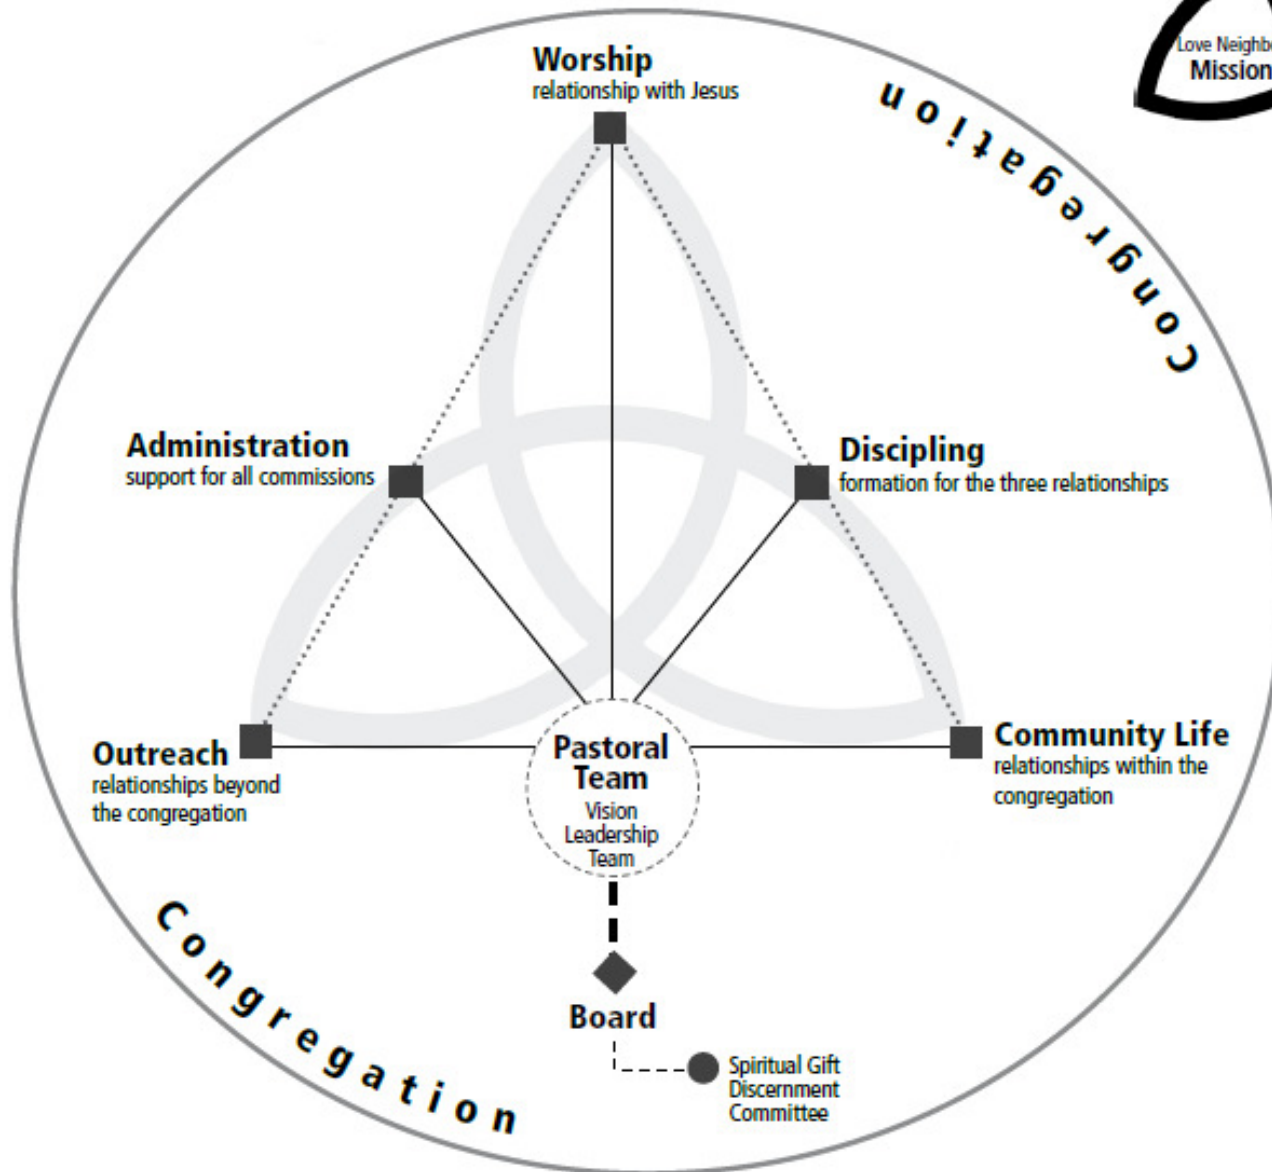 Worship
relationship with Jesus
Love Neighb
Mission
Congregation
Administration
support for all commissions
Discipling
formation for the three relationships
Outreach
relationships beyond
the congregation
Pastoral
Team
Vision
Leadership
Team
Community Life
relationships within the
congregation
Board
Spiritual Gift
Discernment
Committee
Congregation